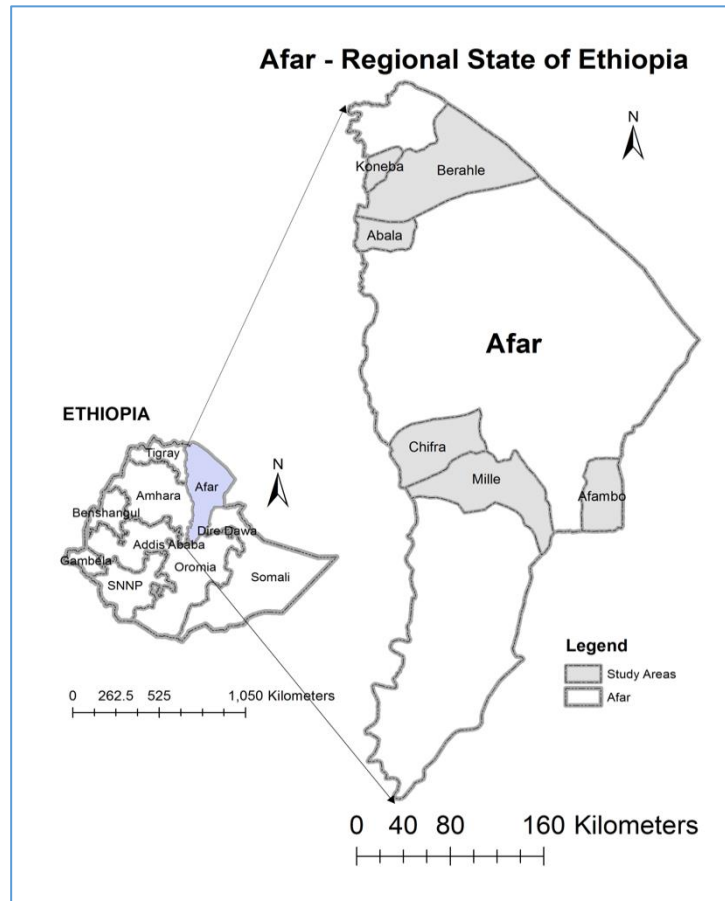 Afar - Regional State of Ethiopia
N
Koneba
Berahle
Abala
Afar
Chifra
Mille
Afambo
ETHIOPIA
N
Tigray
Afar
Amhara
Benshangul
Dire Dawa
Addis Ababa
Gambela
Oromia
SNNP
Somali
0 262.5 525 1,050 Kilometers
Legend
Study Areas
Afar
0 40 80 160 Kilometers